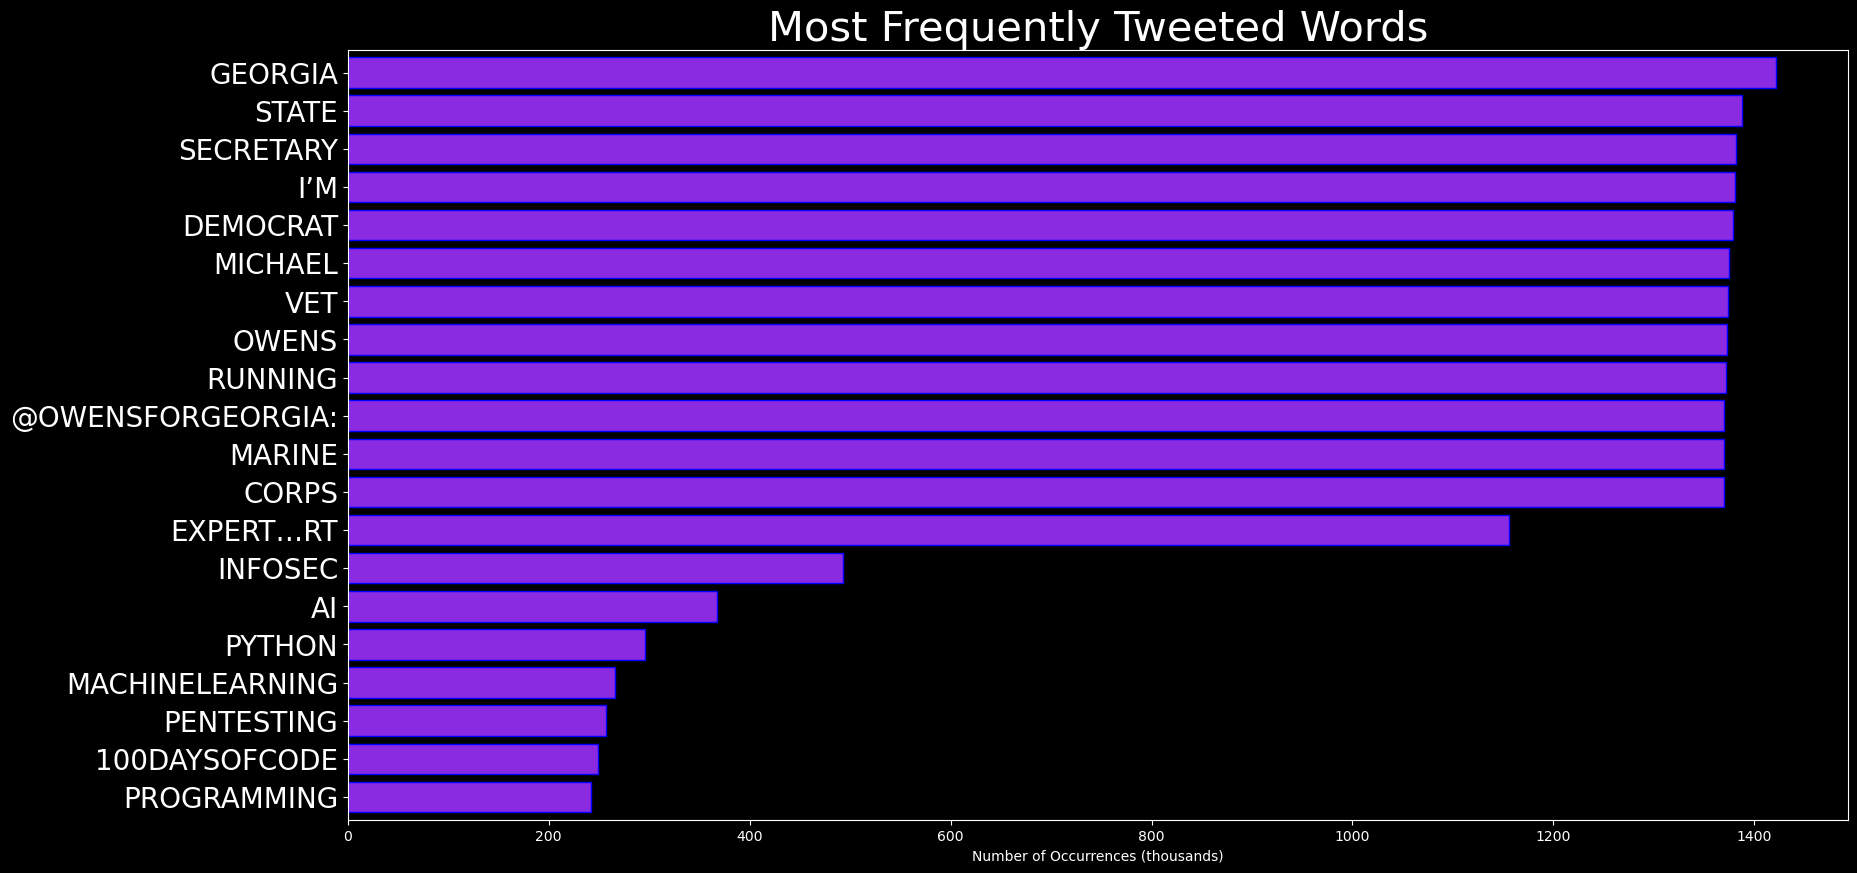 Most Frequently Tweeted Words
GEORGIA
STATE
SECRETARY
I’M
DEMOCRAT
MICHAEL
VET
OWENS
RUNNING
@OWENSFORGEORGIA:
MARINE
CORPS
EXPERT…RT
INFOSEC
AI
PYTHON
MACHINELEARNING
PENTESTING
100DAYSOFCODE
PROGRAMMING
0 200 400 600 800 1000 1200 1400
Number of Occurrences (thousands)